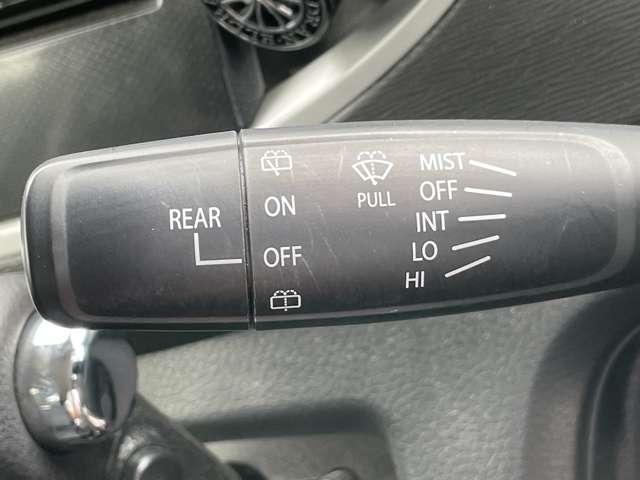 REAR
ON
OFF
PULL
MIST
OFF
INT
LO
HI